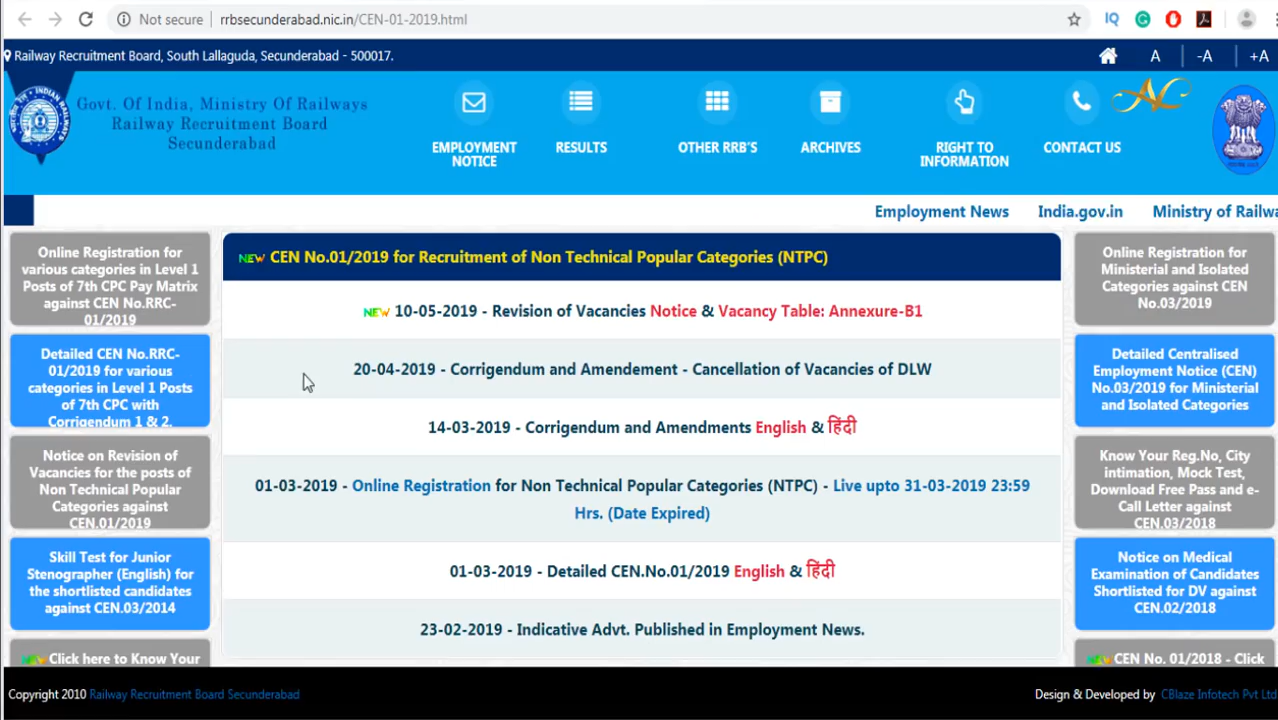 Not secure | rrbsecunderabad.nic.in/CEN-01-2019.html
Railway Recruitment Board, South Lallaguda, Secunderabad - 500017.
A | -A | +A
Govt. Of India, Ministry Of Railways
Railway Recruitment Board
Secunderabad
EMPLOYMENT
NOTICE
RESULTS
OTHER RRB'S
ARCHIVES
RIGHT TO
INFORMATION
CONTACT US
AC
Employment News India.gov.in Ministry of Railwa
Online Registration for
various categories in Level 1
Posts of 7th CPC Pay Matrix
against CEN No.RRC-
01/2019
Detailed CEN No.RRC-
01/2019 for various
categories in Level 1 Posts
of 7th CPC with
Corrigendum 1 & 2.
Notice on Revision of
Vacancies for the posts of
Non Technical Popular
Categories against
CEN.01/2019
Skill Test for Junior
Stenographer (English) for
the shortlisted candidates
against CEN.03/2014
NEW Click here to Know Your
NEW CEN No.01/2019 for Recruitment of Non Technical Popular Categories (NTPC)
NEW 10-05-2019 - Revision of Vacancies Notice & Vacancy Table: Annexure-B1
20-04-2019 - Corrigendum and Amendement - Cancellation of Vacancies of DLW
14-03-2019 - Corrigendum and Amendments English & हिंदी
01-03-2019 - Online Registration for Non Technical Popular Categories (NTPC) - Live upto 31-03-2019 23:59
Hrs. (Date Expired)
01-03-2019 - Detailed CEN.No.01/2019 English & हिंदी
23-02-2019 - Indicative Advt. Published in Employment News.
Online Registration for
Ministerial and Isolated
Categories against CEN
No.03/2019
Detailed Centralised
Employment Notice (CEN)
No.03/2019 for Ministerial
and Isolated Categories
Know Your Reg.No, City
intimation, Mock Test,
Download Free Pass and e-
Call Letter against
CEN.03/2018
Notice on Medical
Examination of Candidates
Shortlisted for DV against
CEN.02/2018
NEW CEN No. 01/2018 - Click
Copyright 2010 Railway Recruitment Board Secunderabad
Design & Developed by CBlaze Infotech Pvt Ltd